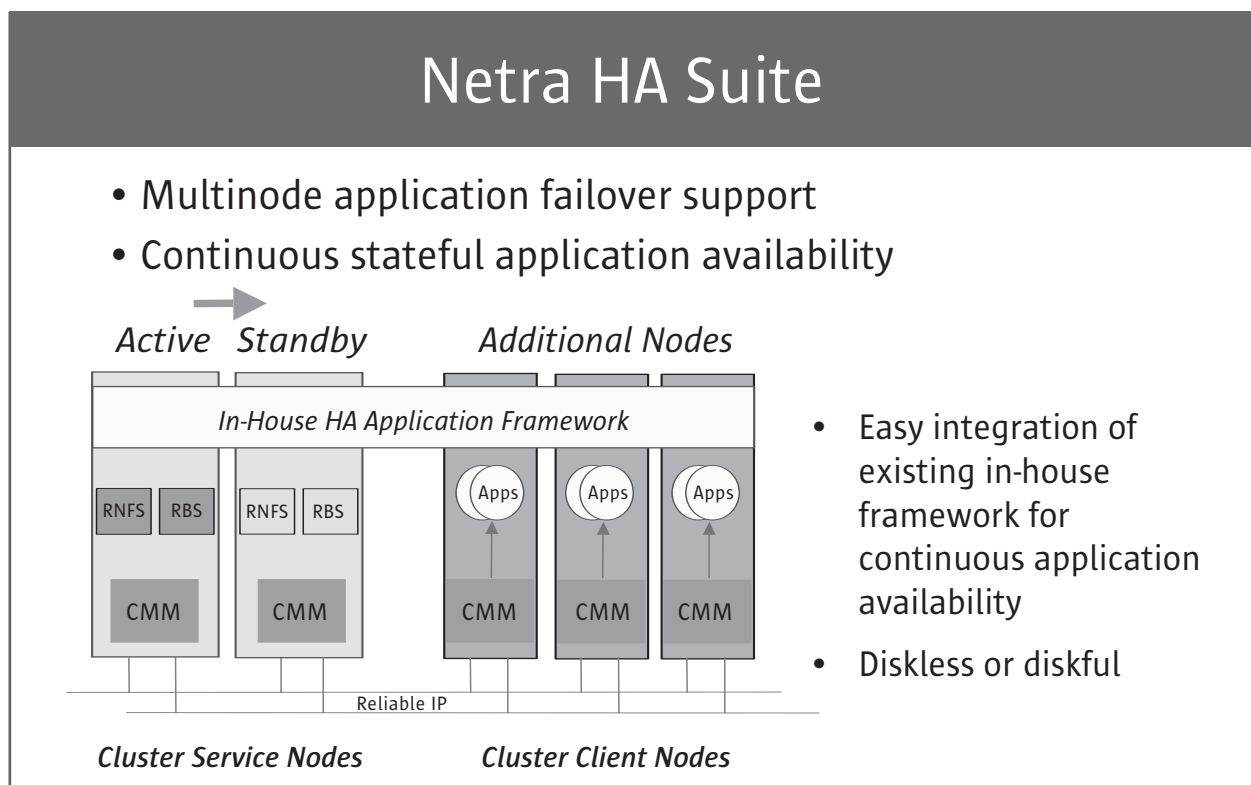 Netra HA Suite
• Multinode application failover support
• Continuous stateful application availability
Active Standby Additional Nodes
In-House HA Application Framework
RNFS RBS RNFS RBS Apps Apps Apps
CMM CMM CMM CMM CMM
Reliable IP
Cluster Service Nodes Cluster Client Nodes
• Easy integration of
existing in-house
framework for
continuous application
availability
• Diskless or diskful